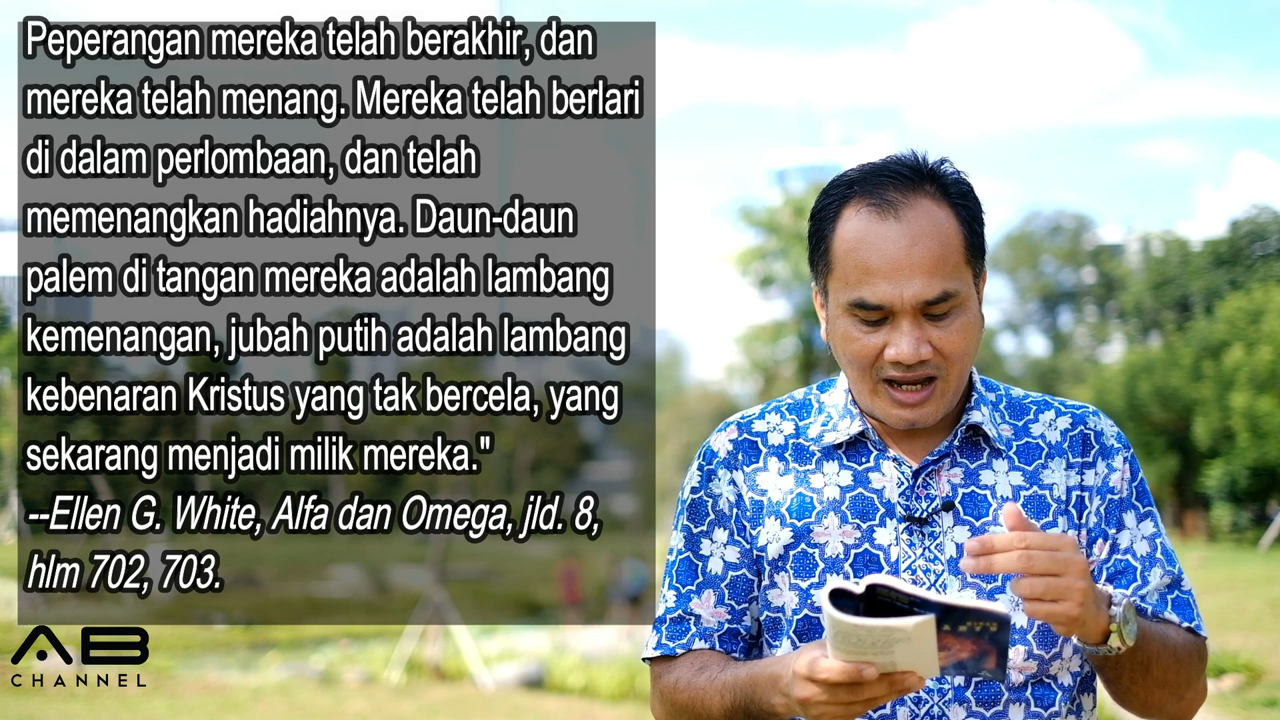 Peperangan mereka telah berakhir, dan
mereka telah menang. Mereka telah berlari
di dalam perlombaan, dan telah
memenangkan hadiahnya. Daun-daun
palem di tangan mereka adalah lambang
kemenangan, jubah putih adalah lambang
kebenaran Kristus yang tak bercela, yang
sekarang menjadi milik mereka."
--Ellen G. White, Alfa dan Omega, jld. 8,
hlm 702, 703.
AB
CHANNEL